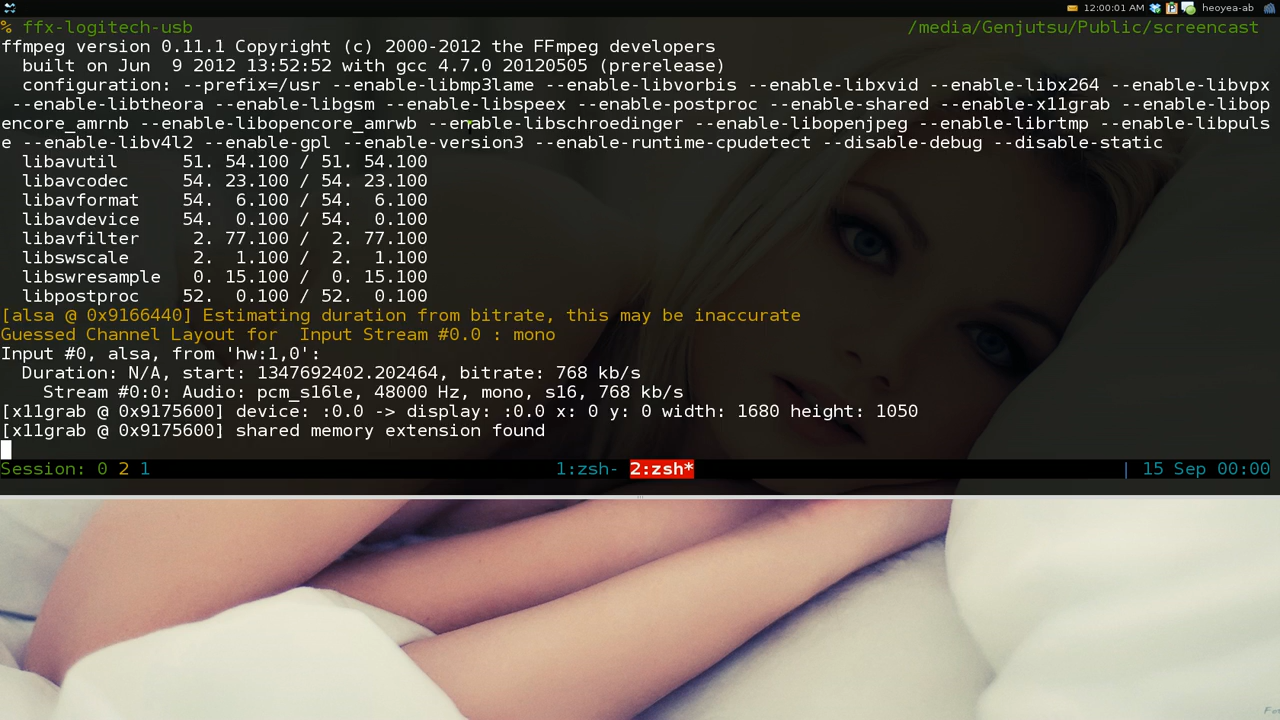 12:00:01 AM heoyea-ab
% ffx-logitech-usb /media/Genjutsu/Public/screencast
ffmpeg version 0.11.1 Copyright (c) 2000-2012 the FFmpeg developers
  built on Jun  9 2012 13:52:52 with gcc 4.7.0 20120505 (prerelease)
  configuration: --prefix=/usr --enable-libmp3lame --enable-libvorbis --enable-libxvid --enable-libx264 --enable-libvpx
 --enable-libtheora --enable-libgsm --enable-libspeex --enable-postproc --enable-shared --enable-x11grab --enable-libop
encore_amrnb --enable-libopencore_amrwb --enable-libschroedinger --enable-libopenjpeg --enable-librtmp --enable-libpuls
e --enable-libv4l2 --enable-gpl --enable-version3 --enable-runtime-cpudetect --disable-debug --disable-static
  libavutil      51. 54.100 / 51. 54.100
  libavcodec     54. 23.100 / 54. 23.100
  libavformat    54.  6.100 / 54.  6.100
  libavdevice    54.  0.100 / 54.  0.100
  libavfilter     2. 77.100 /  2. 77.100
  libswscale      2.  1.100 /  2.  1.100
  libswresample   0. 15.100 /  0. 15.100
  libpostproc    52.  0.100 / 52.  0.100
[alsa @ 0x9166440] Estimating duration from bitrate, this may be inaccurate
Guessed Channel Layout for  Input Stream #0.0 : mono
Input #0, alsa, from 'hw:1,0':
  Duration: N/A, start: 1347692402.202464, bitrate: 768 kb/s
    Stream #0:0: Audio: pcm_s16le, 48000 Hz, mono, s16, 768 kb/s
[x11grab @ 0x9175600] device: :0.0 -> display: :0.0 x: 0 y: 0 width: 1680 height: 1050
[x11grab @ 0x9175600] shared memory extension found
Session: 0 2 1 1:zsh- 2:zsh* | 15 Sep 00:00